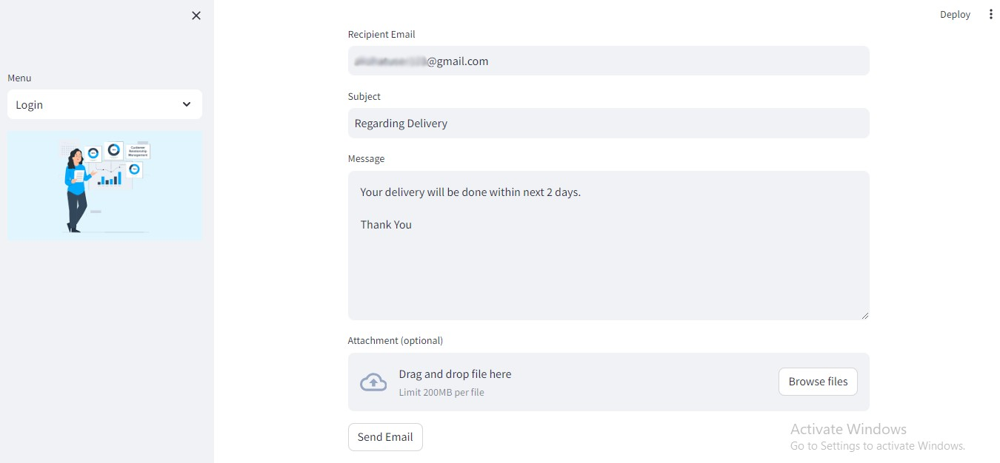 Deploy
Menu
Login
Customer
Relationship
Management
Recipient Email
@gmail.com
Subject
Regarding Delivery
Message
Your delivery will be done within next 2 days.
Thank You
Attachment (optional)
Drag and drop file here
Limit 200MB per file
Browse files
Send Email
Activate Windows
Go to Settings to activate Windows.